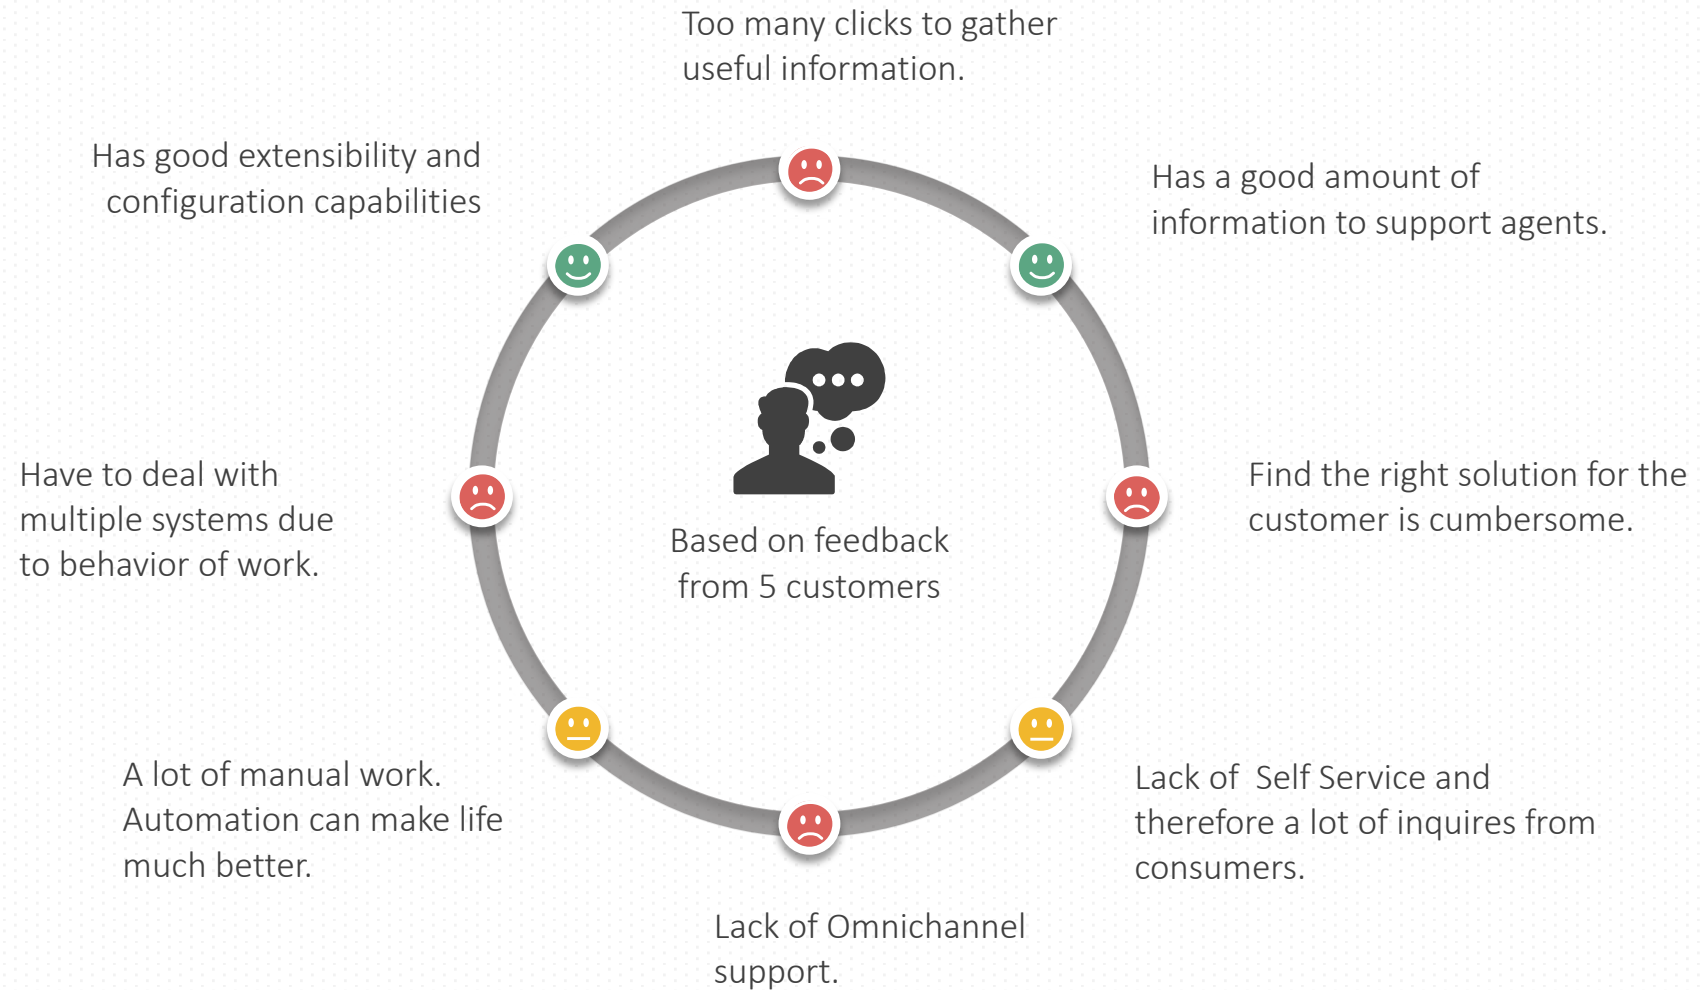 Too many clicks to gather
useful information.
Has good extensibility and
configuration capabilities
Has a good amount of
information to support agents.
Have to deal with
multiple systems due
to behavior of work.
Based on feedback
from 5 customers
Find the right solution for the
customer is cumbersome.
A lot of manual work.
Automation can make life
much better.
Lack of  Self Service and
therefore a lot of inquires from
consumers.
Lack of Omnichannel
support.